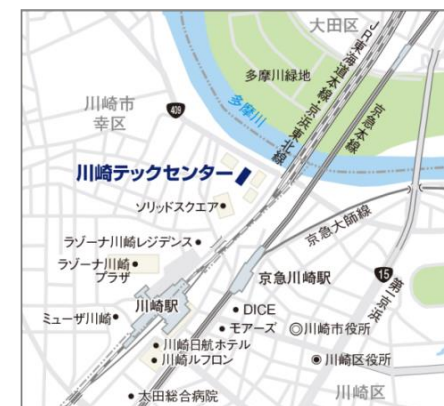 大田区
JR東海道本線・京浜東北線
多摩川緑地
京急本線
川崎市
幸区
409
多摩川
川崎テックセンター
ソリッドスクエア
京急大師線
ラゾーナ川崎レジデンス
ラゾーナ川崎
プラザ
京急川崎駅
15
第一京浜
川崎駅
ミューザ川崎
DICE
モアーズ
川崎市役所
川崎日航ホテル
川崎ルフロン
川崎区役所
太田総合病院
川崎区